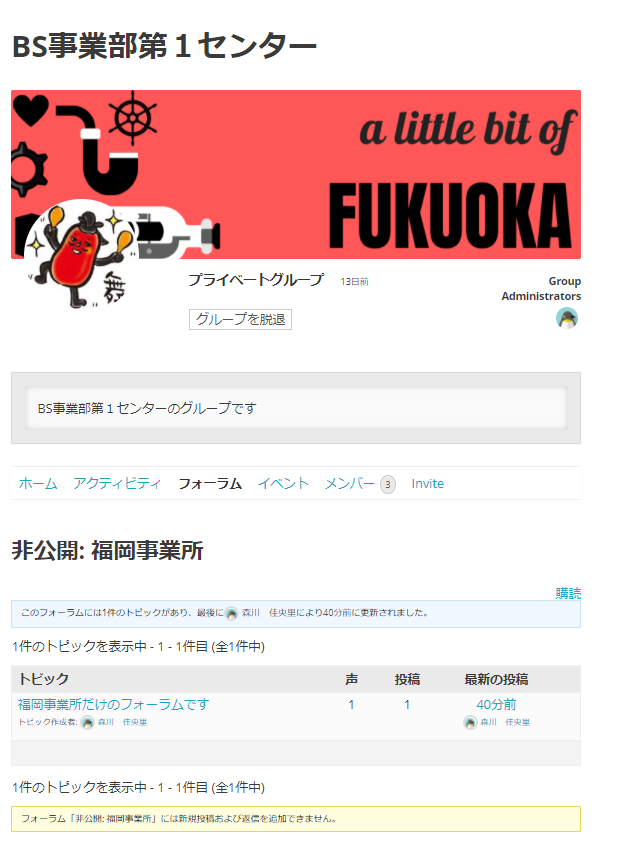 BS事業部第１センター
a little bit of
FUKUOKA
プライベートグループ 13日前
Group
Administrators
グループを脱退
BS事業部第１センターのグループです
ホーム アクティビティ フォーラム イベント メンバー 3 Invite
非公開: 福岡事業所
購読
このフォーラムには1件のトピックがあり、最後に 森川 佳央里により40分前に更新されました。
1件のトピックを表示中 - 1 - 1件目 (全1件中)
トピック 声 投稿 最新の投稿
福岡事業所だけのフォーラムです 1 1 40分前
トピック作成者: 森川 佳央里 森川 佳央里
1件のトピックを表示中 - 1 - 1件目 (全1件中)
フォーラム「非公開: 福岡事業所」には新規投稿および返信を追加できません。